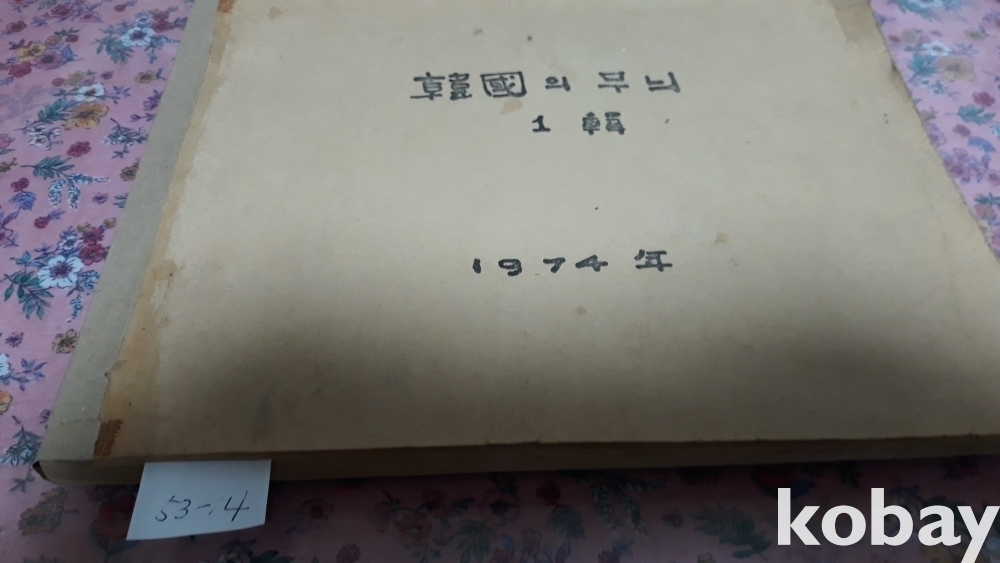 韓國의 무늬
1 輯
1974 年
53-14
kobay